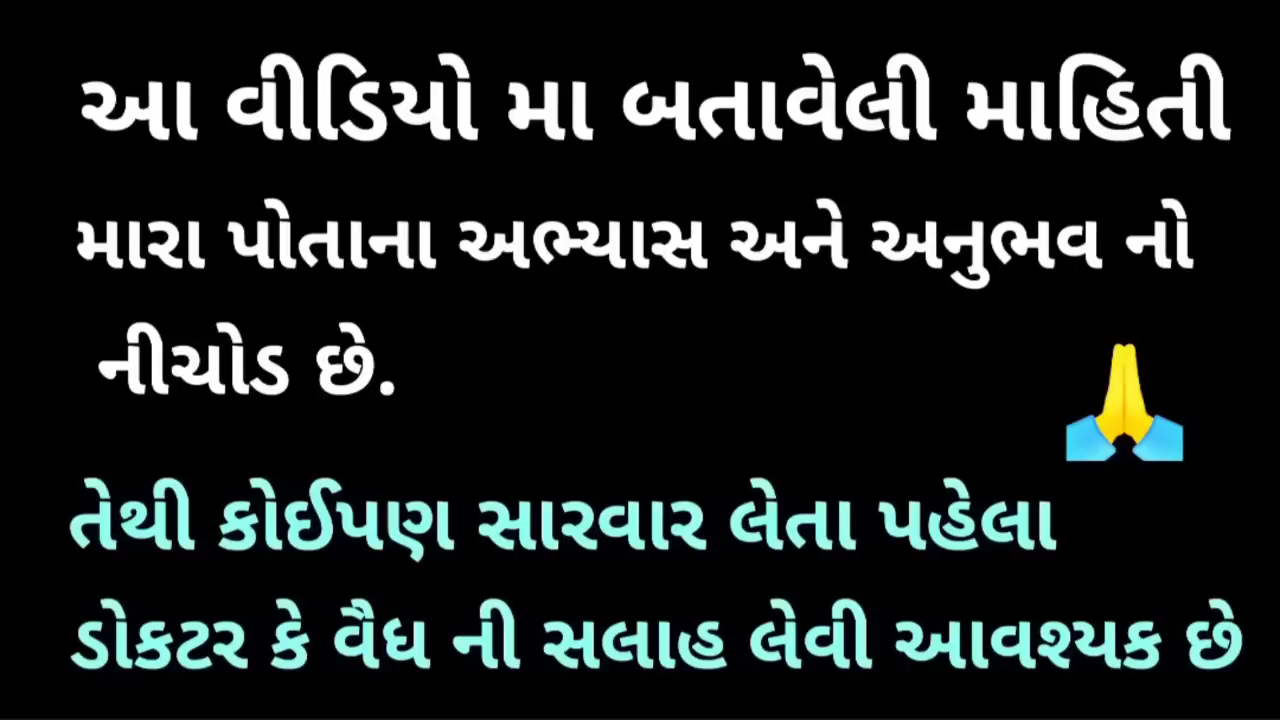 આ વીડિયો મા બતાવેલી માહિતી
મારા પોતાના અભ્યાસ અને અનુભવ નો
નીચોડ છે.
તેથી કોઈપણ સારવાર લેતા પહેલા
ડોકટર કે વૈધ ની સલાહ લેવી આવશ્યક છે